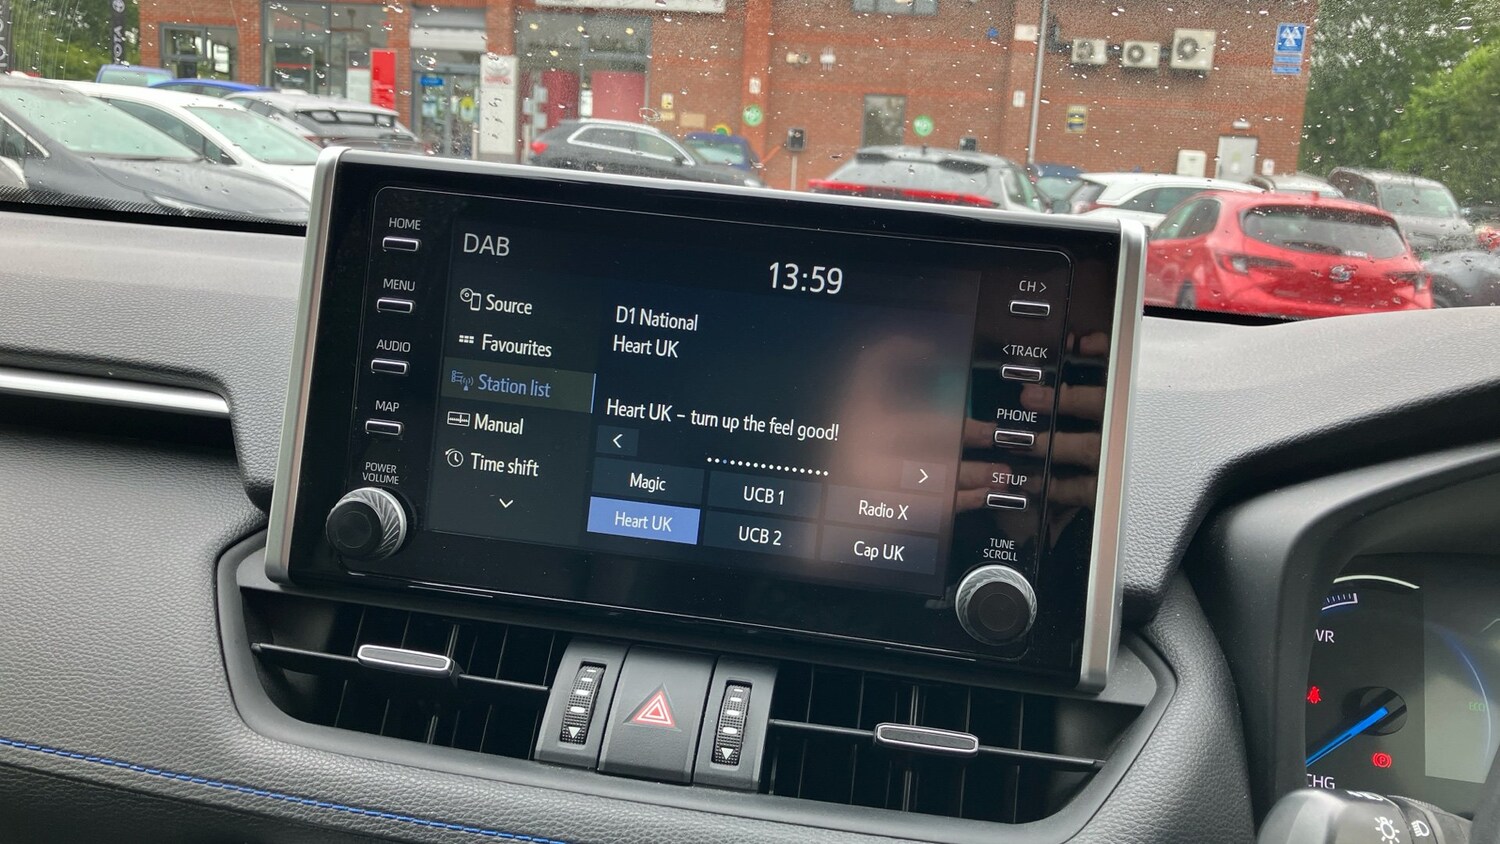 HOME
MENU
AUDIO
MAP
POWER
VOLUME
DAB
13:59
Source
Favourites
Station list
Manual
Time shift
D1 National
Heart UK
Heart UK – turn up the feel good!
<
>
Magic
UCB 1
Radio X
Heart UK
UCB 2
Cap UK
CH >
<TRACK
PHONE
SETUP
TUNE
SCROLL
WR
CHG